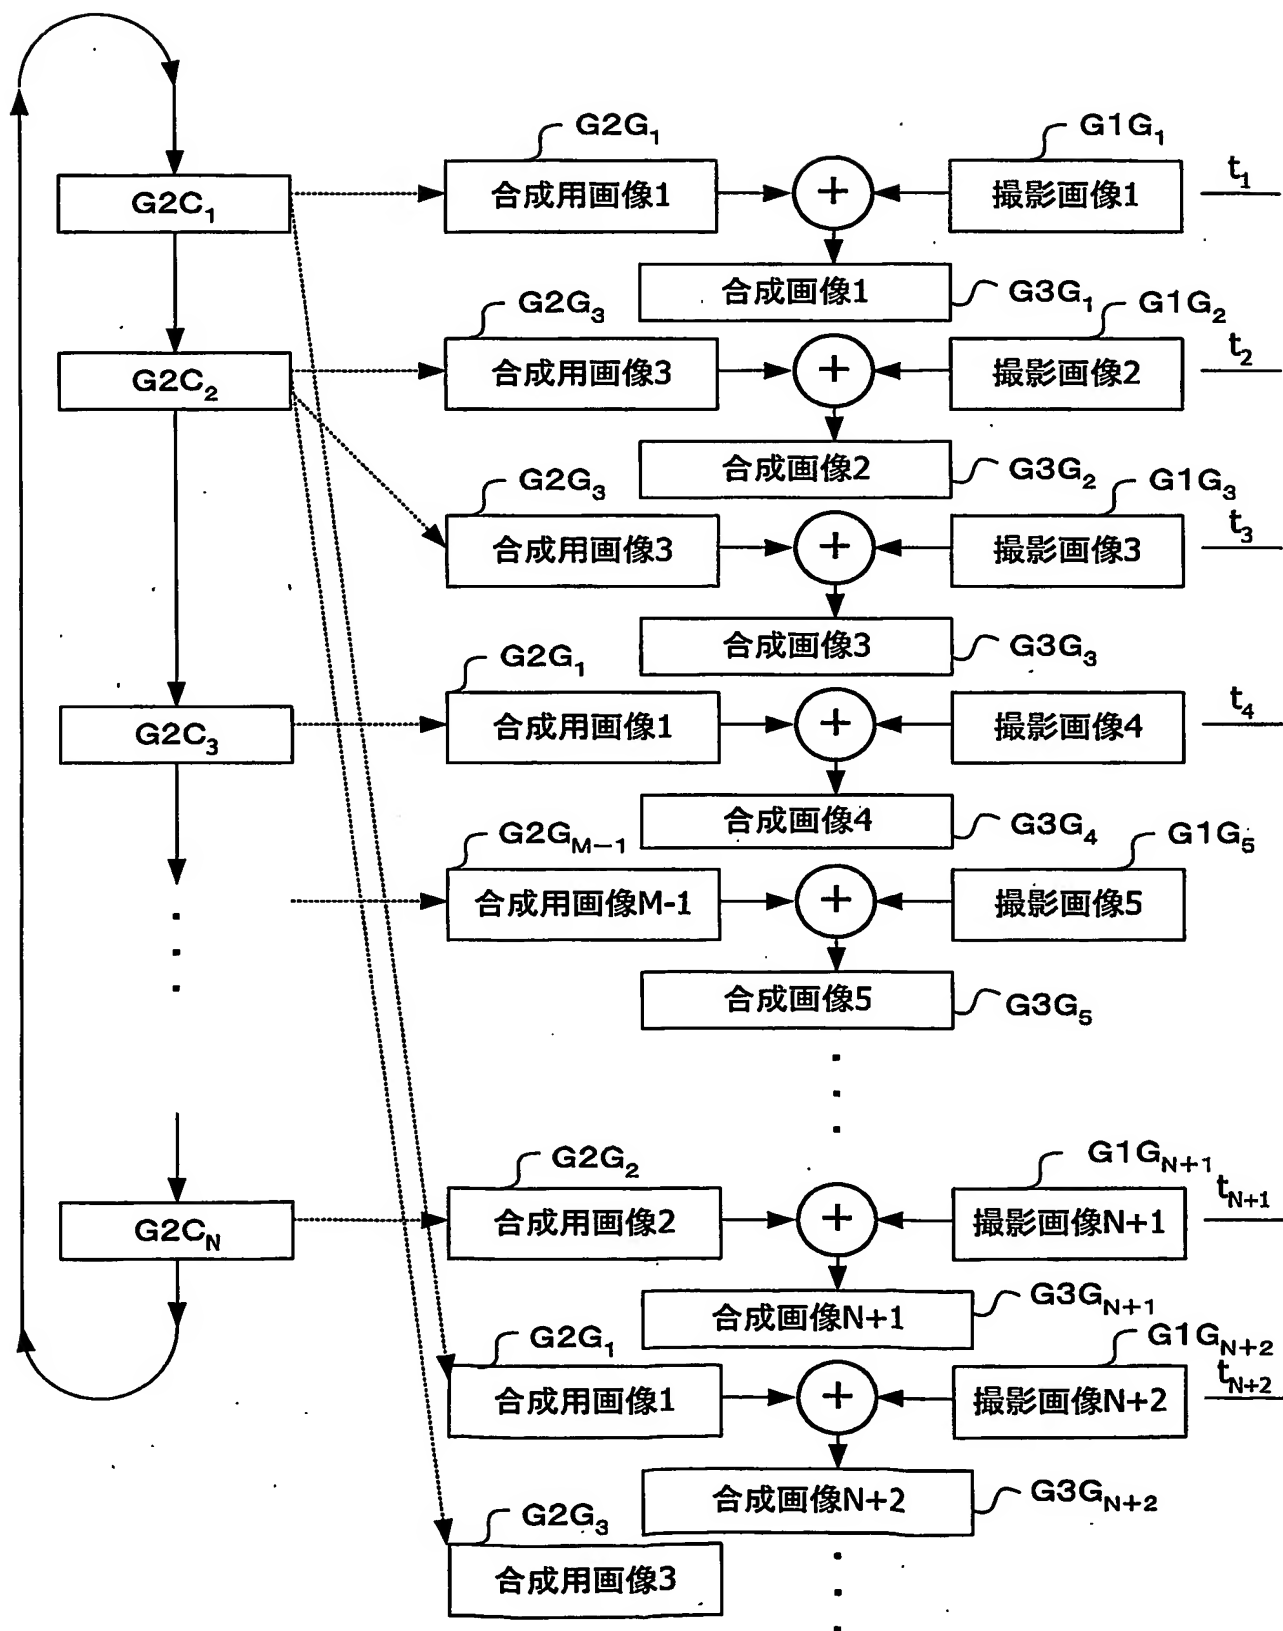 G2G₁
G1G₁
t₁
G2C₁
合成用画像1
+
撮影画像1
合成画像1
G3G₁
G2G₃
G1G₂
t₂
G2C₂
合成用画像3
+
撮影画像2
合成画像2
G3G₂
G2G₃
G1G₃
t₃
合成用画像3
+
撮影画像3
合成画像3
G3G₃
G2G₁
t₄
G2C₃
合成用画像1
+
撮影画像4
合成画像4
G3G₄
G2G_{M-1}
G1G₅
合成用画像M-1
+
撮影画像5
合成画像5
G3G₅
G2G₂
G1G_{N+1}
t_{N+1}
G2C_N
合成用画像2
+
撮影画像N+1
合成画像N+1
G3G_{N+1}
G2G₁
G1G_{N+2}
t_{N+2}
合成用画像1
+
撮影画像N+2
合成画像N+2
G3G_{N+2}
G2G₃
合成用画像3